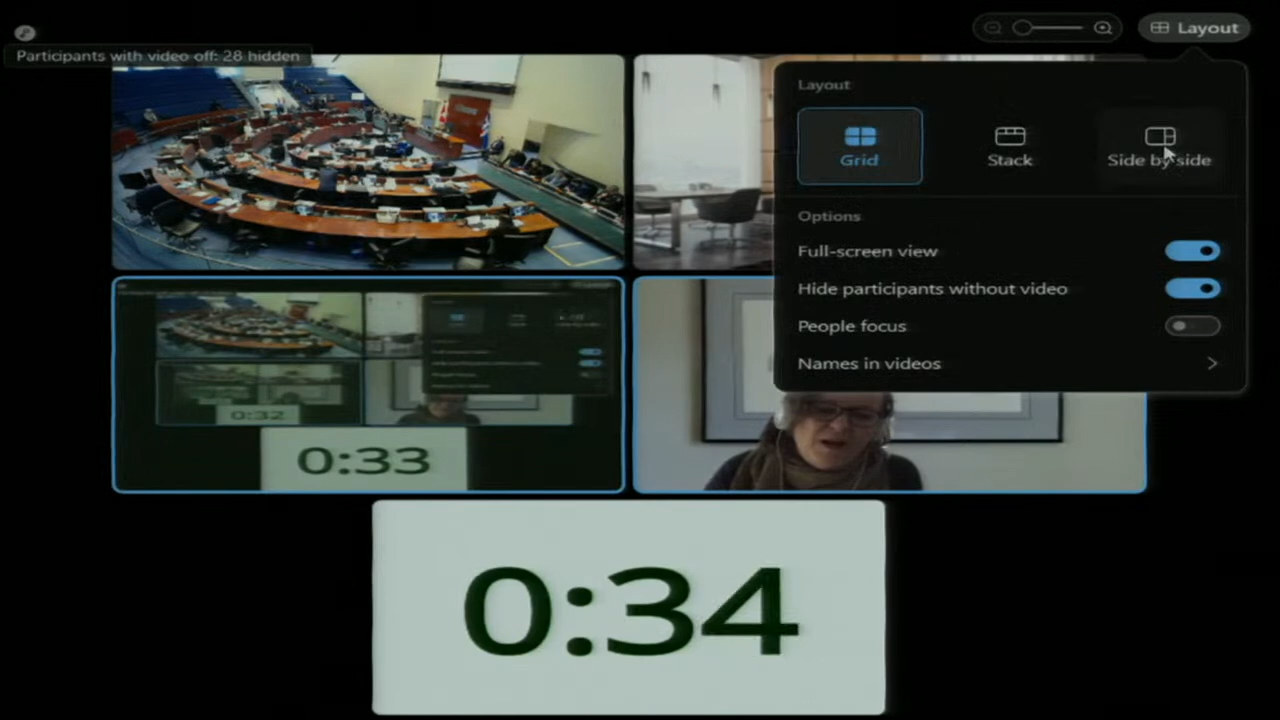 Layout
Participants with video off: 28 hidden
Layout
Grid
Stack
Side by side
Options
Full-screen view
Hide participants without video
People focus
Names in videos
0:32
0:33
0:34